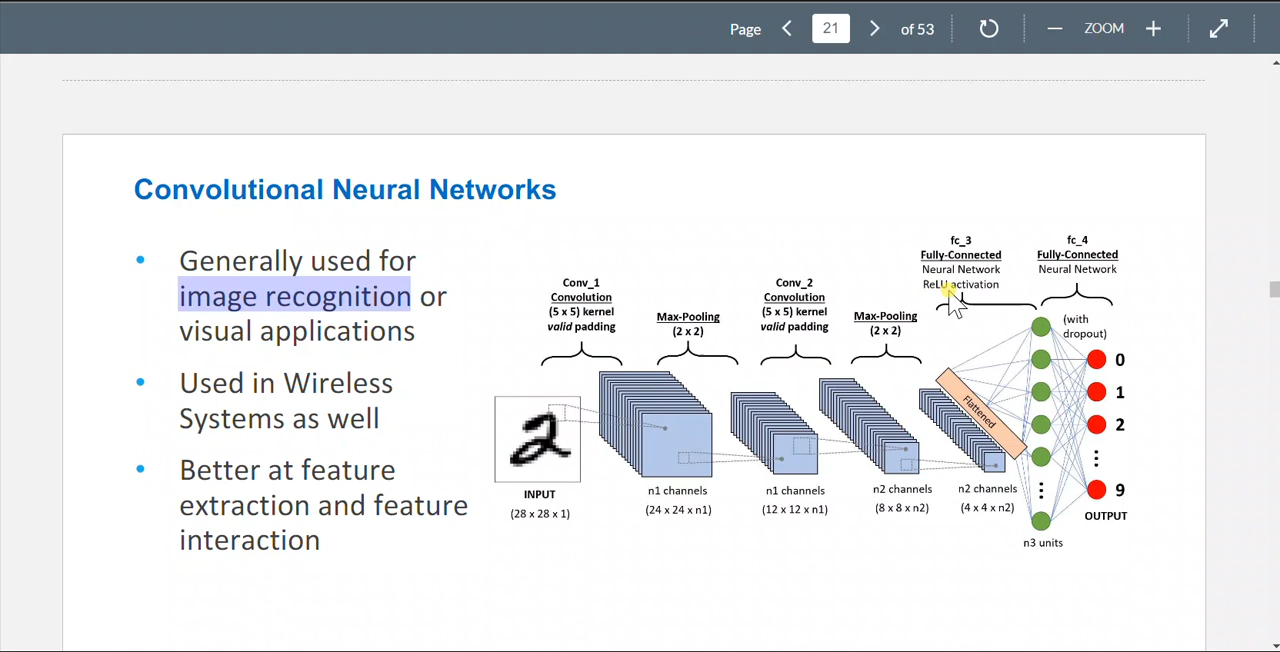 Page 21 of 53 ZOOM
Convolutional Neural Networks
• Generally used for
image recognition or
visual applications
• Used in Wireless
Systems as well
• Better at feature
extraction and feature
interaction
Conv_1
Convolution
(5 x 5) kernel
valid padding
Max-Pooling
(2 x 2)
Conv_2
Convolution
(5 x 5) kernel
valid padding
Max-Pooling
(2 x 2)
fc_3
Fully-Connected
Neural Network
ReLU activation
fc_4
Fully-Connected
Neural Network
(with
dropout)
Flattened
0
1
2
9
OUTPUT
INPUT
(28 x 28 x 1)
n1 channels
(24 x 24 x n1)
n1 channels
(12 x 12 x n1)
n2 channels
(8 x 8 x n2)
n2 channels
(4 x 4 x n2)
n3 units
2